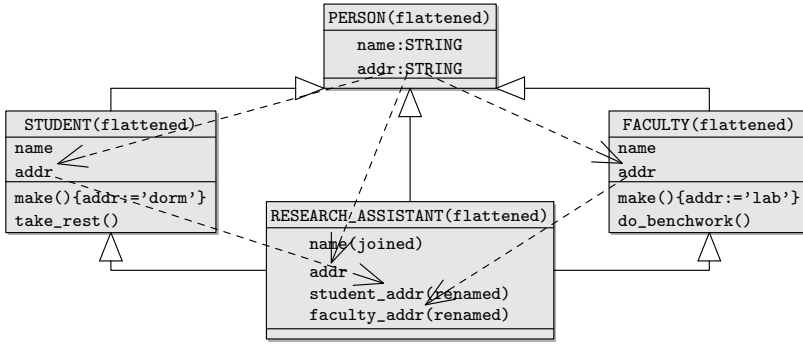 PERSON(flattened)
name:STRING
addr:STRING
STUDENT(flattened)
name
addr
make(){addr:='dorm'}
take_rest()
FACULTY(flattened)
name
addr
make(){addr:='lab'}
do_benchwork()
RESEARCH_ASSISTANT(flattened)
name(joined)
addr
student_addr(renamed)
faculty_addr(renamed)